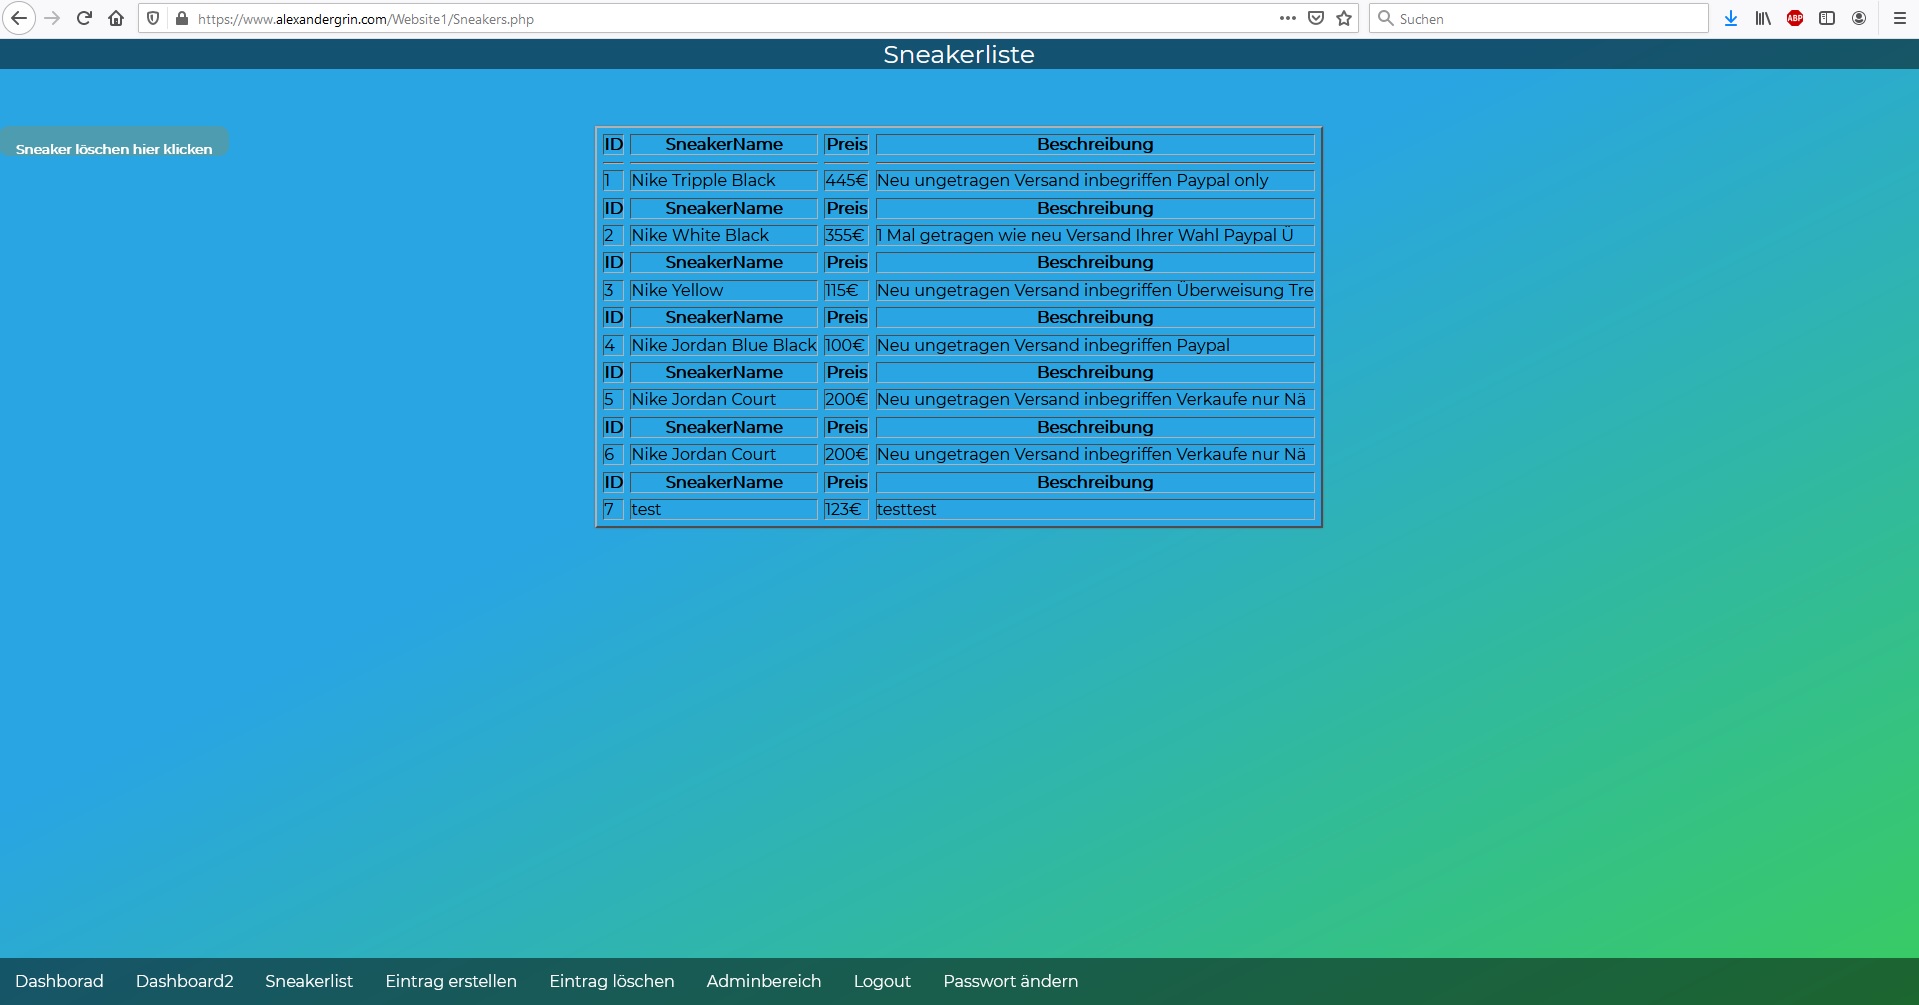 https://www.alexandergrin.com/Website1/Sneakers.php
Suchen
ABP
Sneakerliste
Sneaker löschen hier klicken
ID SneakerName Preis Beschreibung
1 Nike Tripple Black 445€ Neu ungetragen Versand inbegriffen Paypal only
ID SneakerName Preis Beschreibung
2 Nike White Black 355€ 1 Mal getragen wie neu Versand Ihrer Wahl Paypal Ü
ID SneakerName Preis Beschreibung
3 Nike Yellow 115€ Neu ungetragen Versand inbegriffen Überweisung Tre
ID SneakerName Preis Beschreibung
4 Nike Jordan Blue Black 100€ Neu ungetragen Versand inbegriffen Paypal
ID SneakerName Preis Beschreibung
5 Nike Jordan Court 200€ Neu ungetragen Versand inbegriffen Verkaufe nur Nä
ID SneakerName Preis Beschreibung
6 Nike Jordan Court 200€ Neu ungetragen Versand inbegriffen Verkaufe nur Nä
ID SneakerName Preis Beschreibung
7 test 123€ testtest
Dashborad Dashboard2 Sneakerlist Eintrag erstellen Eintrag löschen Adminbereich Logout Passwort ändern